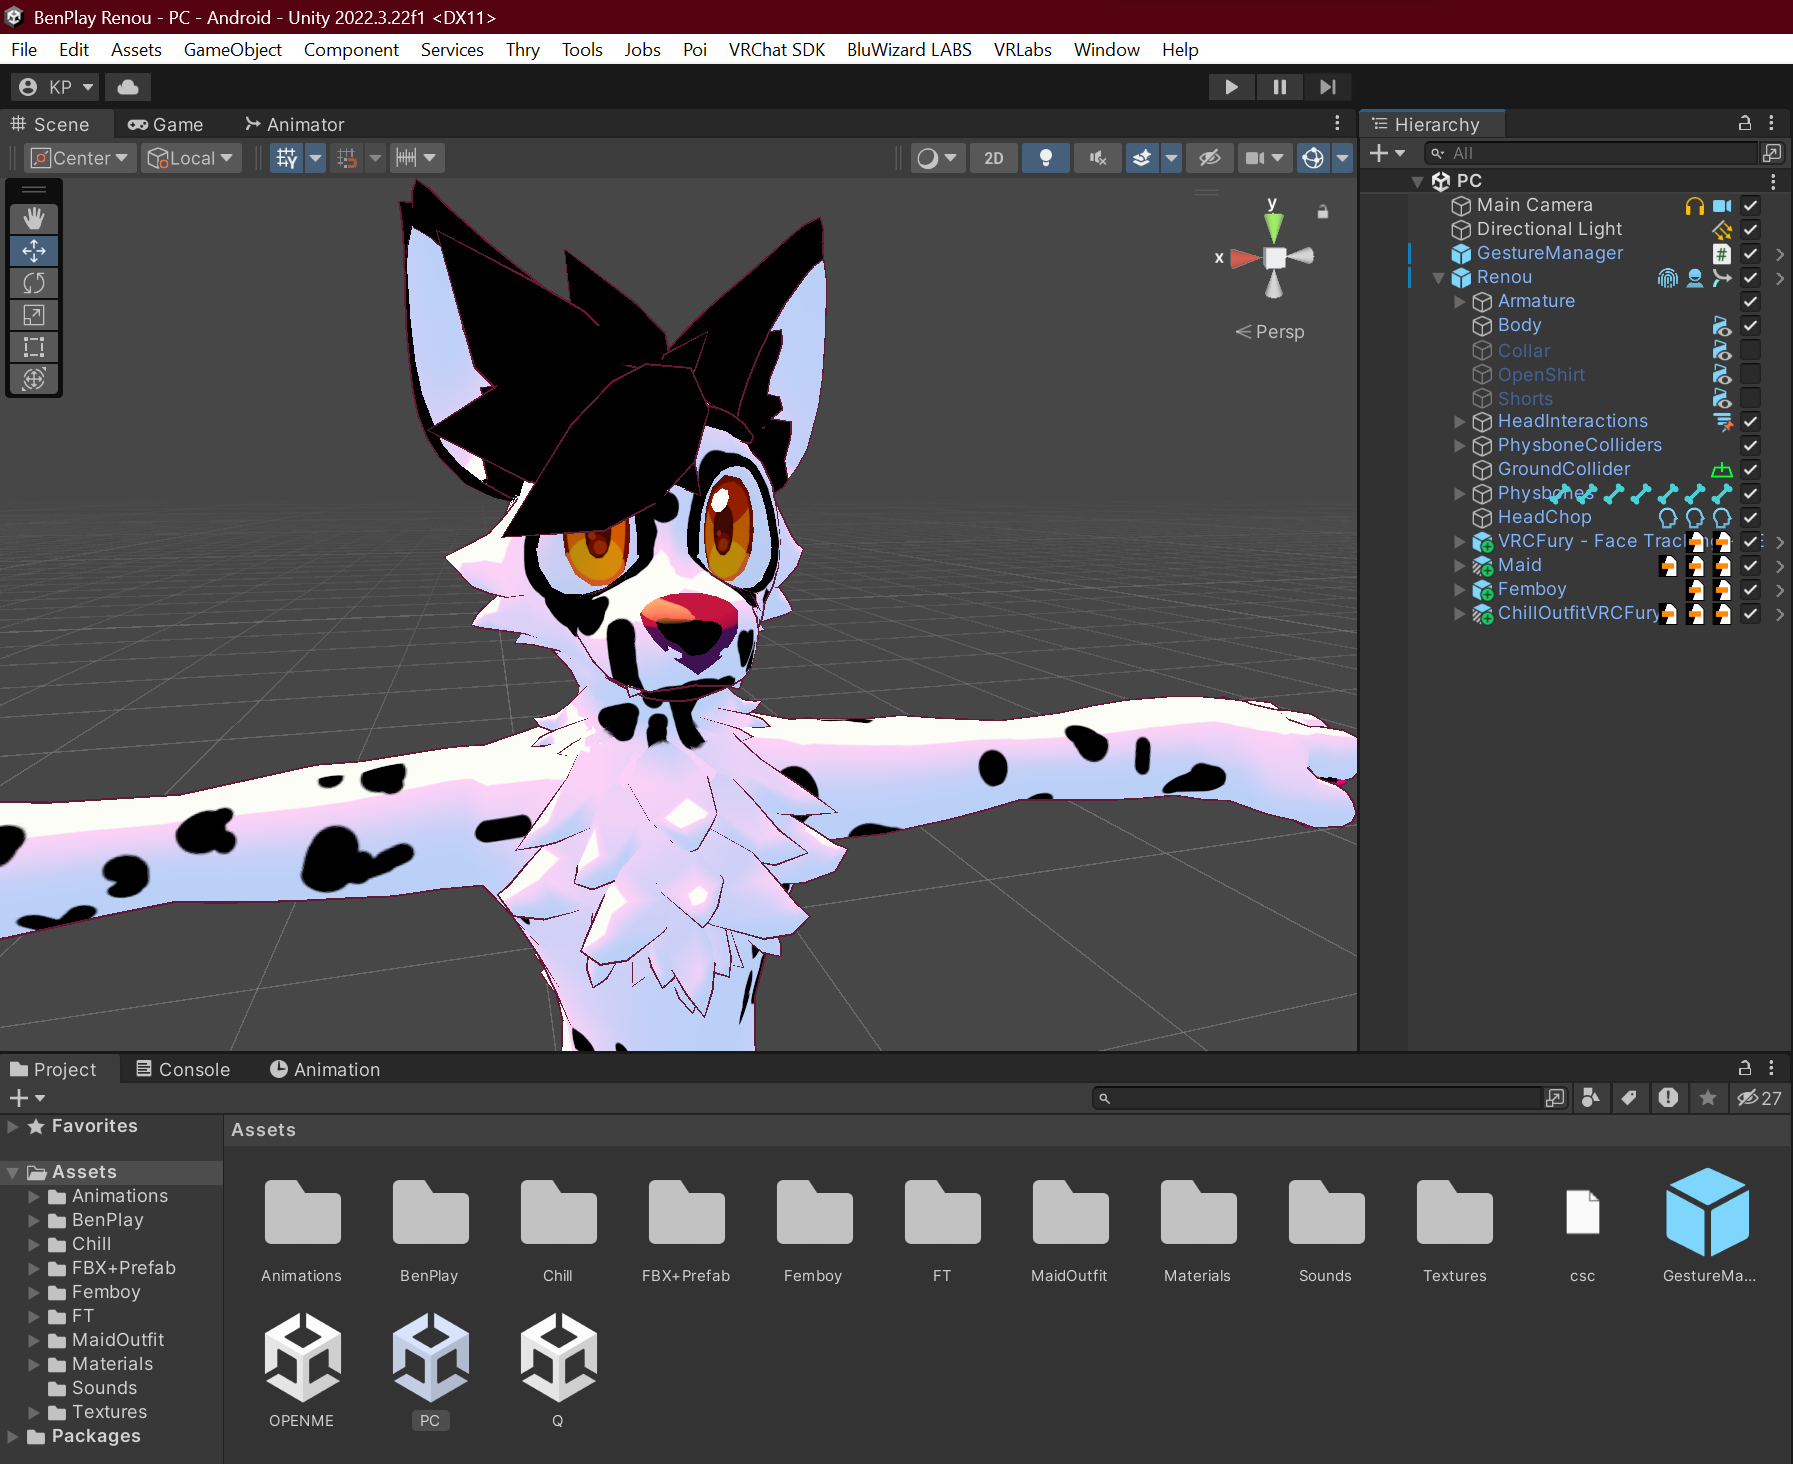 BenPlay Renou - PC - Android - Unity 2022.3.22f1 <DX11>
File Edit Assets GameObject Component Services Thry Tools Jobs Poi VRChat SDK BluWizard LABS VRLabs Window Help
KP
Scene Game Animator
Center Local 2D
y
x
Persp
Hierarchy
All
PC
Main Camera
Directional Light
GestureManager
Renou
Armature
Body
Collar
OpenShirt
Shorts
HeadInteractions
PhysboneColliders
GroundCollider
Physbones
HeadChop
VRCFury - Face Tracking
Maid
Femboy
ChillOutfitVRCFury
Project Console Animation
27
Favorites
Assets
Animations
BenPlay
Chill
FBX+Prefab
Femboy
FT
MaidOutfit
Materials
Sounds
Textures
Packages
Assets
Animations BenPlay Chill FBX+Prefab Femboy FT MaidOutfit Materials Sounds Textures csc GestureMa...
OPENME PC Q